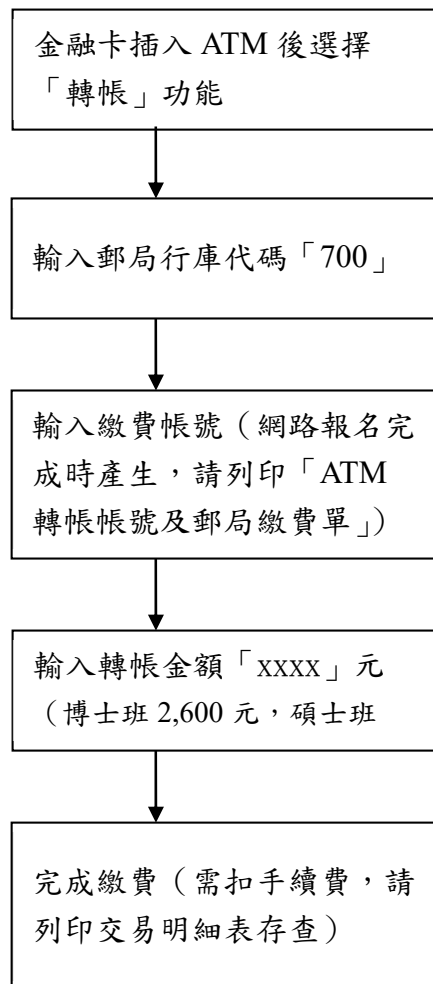 金融卡插入 ATM 後選擇
「轉帳」功能
輸入郵局行庫代碼「700」
輸入繳費帳號（網路報名完
成時產生，請列印「ATM
轉帳帳號及郵局繳費單」）
輸入轉帳金額「xxxx」元
（博士班 2,600 元，碩士班
完成繳費（需扣手續費，請
列印交易明細表存查）